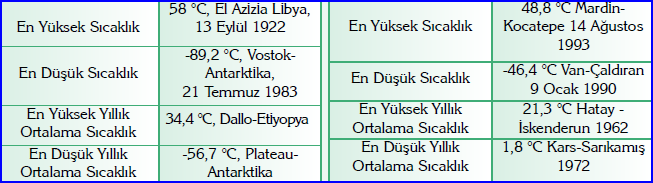 En Yüksek Sıcaklık
58 °C, El Azizia Libya,
13 Eylül 1922
En Düşük Sıcaklık
-89,2 °C, Vostok-
Antarktika,
21 Temmuz 1983
En Yüksek Yıllık
Ortalama Sıcaklık
34,4 °C, Dallo-Etiyopya
En Düşük Yıllık
Ortalama Sıcaklık
-56,7 °C, Plateau-
Antarktika
En Yüksek Sıcaklık
48,8 °C Mardin-
Kocatepe 14 Ağustos
1993
En Düşük Sıcaklık
-46,4 °C Van-Çaldıran
9 Ocak 1990
En Yüksek Yıllık
Ortalama Sıcaklık
21,3 °C Hatay -
İskenderun 1962
En Düşük Yıllık
Ortalama Sıcaklık
1,8 °C Kars-Sarıkamış
1972